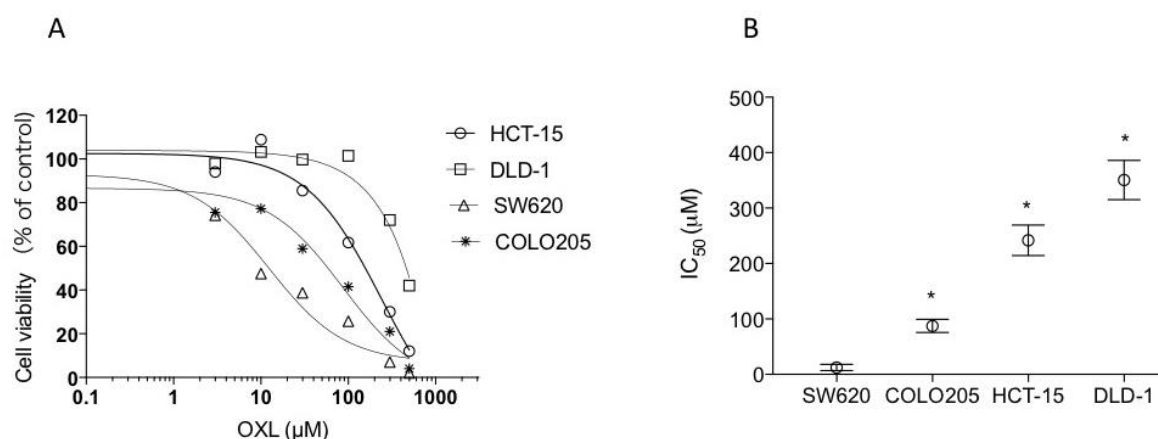 A
B
120
100
80
60
40
20
0
0.1
1
10
100
1000
Cell viability (% of control)
OXL (µM)
HCT-15
DLD-1
SW620
COLO205
500
400
300
200
100
0
IC50 (µM)
*
*
*
SW620
COLO205
HCT-15
DLD-1